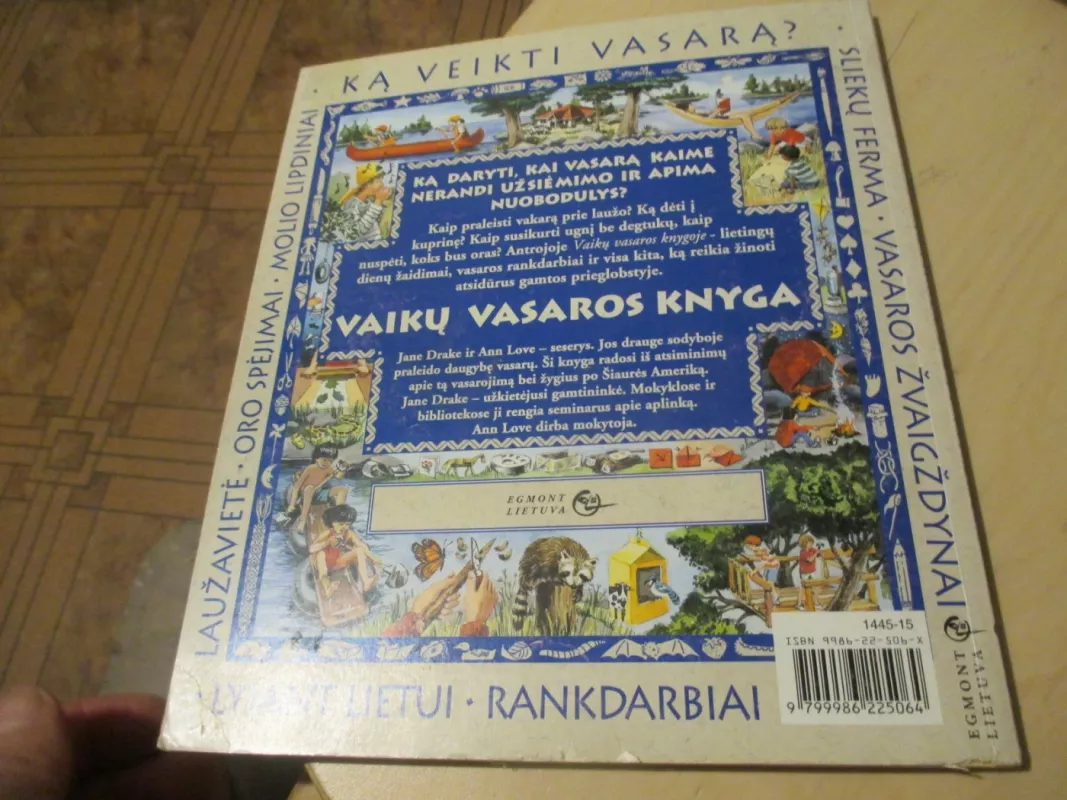 · KĄ VEIKTI VASARĄ? ·
SLIEKŲ FERMA · VASAROS ŽVAIGŽDYNAI
LAUŽAVIETĖ · ORO SPĖJIMAI · MOLIO LIPDINIAI
KĄ DARYTI, KAI VASARĄ KAIME
NERANDI UŽSIĖMIMO IR APIMA
NUOBODULYS?
Kaip praleisti vakarą prie laužo? Ką dėti į
kuprinę? Kaip susikurti ugnį be degtukų, kaip
nuspėti, koks bus oras? Antrojoje Vaikų vasaros knygoje - lietingų
dienų žaidimai, vasaros rankdarbiai ir visa kita, ką reikia žinoti
atsidūrus gamtos prieglobstyje.
VAIKŲ VASAROS KNYGA
Jane Drake ir Ann Love – seserys. Jos drauge sodyboje
praleido daugybę vasarų. Ši knyga radosi iš atsiminimų
apie tą vasarojimą bei žygius po Šiaurės Ameriką.
Jane Drake – užkietėjusi gamtininkė. Mokyklose ir
bibliotekose ji rengia seminarus apie aplinką.
Ann Love dirba mokytoja.
EGMONT
LIETUVA
1445-15
ISBN 9986-22-506-X
9 799986 225064
LIETUI · RANKDARBIAI
EGMONT
LIETUVA